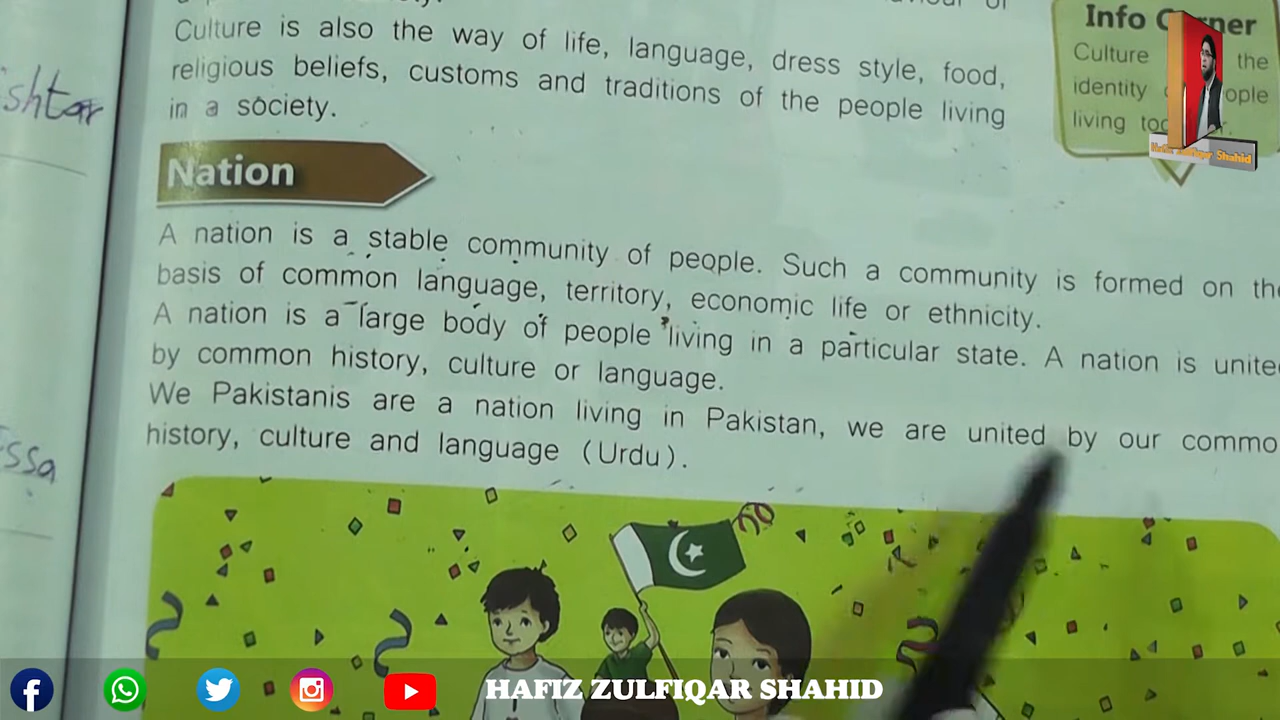 Culture is also the way of life, language, dress style, food,
religious beliefs, customs and traditions of the people living
in a society.
Info Corner
Culture the
identity
living
Hafiz Zulfiqar Shahid
Nation
A nation is a stable community of people. Such a community is formed on the
basis of common language, territory, economic life or ethnicity.
A nation is a large body of people living in a particular state. A nation is unite
by common history, culture or language.
We Pakistanis are a nation living in Pakistan, we are united by our commo
history, culture and language (Urdu).
HAFIZ ZULFIQAR SHAHID